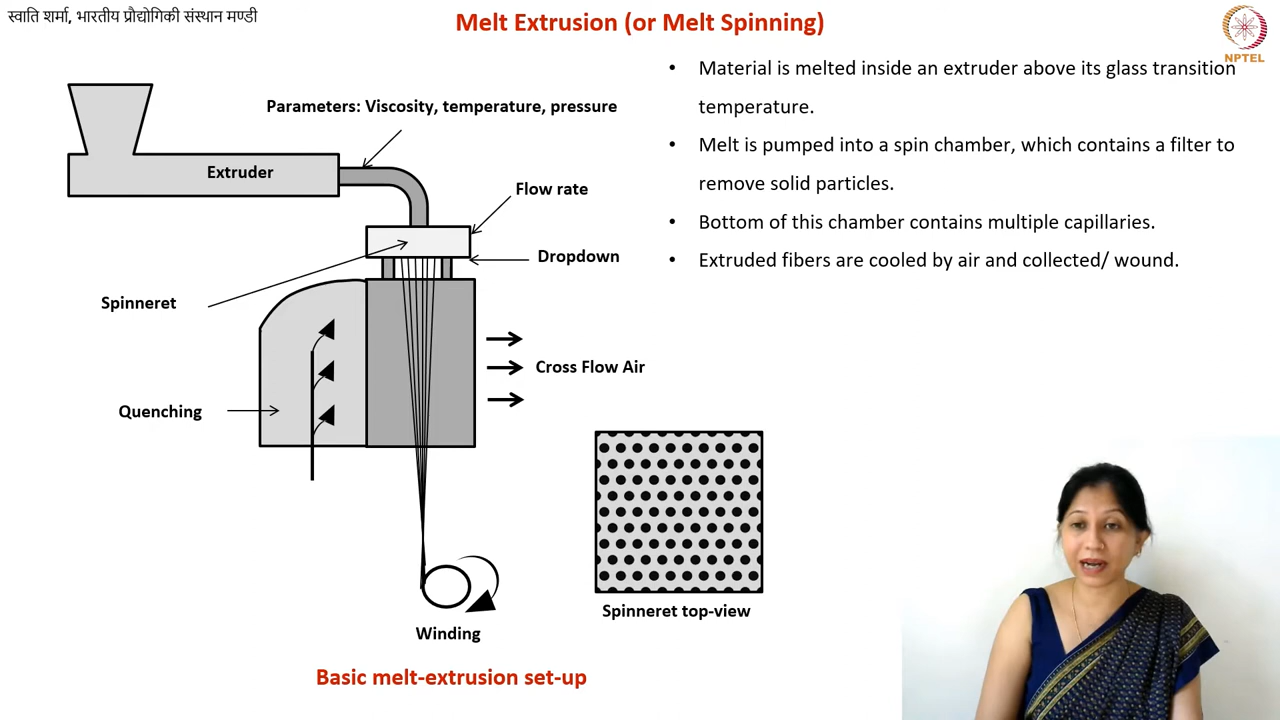 स्वाति शर्मा, भारतीय प्रौद्योगिकी संस्थान मण्डी
Melt Extrusion (or Melt Spinning)
NPTEL
• Material is melted inside an extruder above its glass transition
temperature.
• Melt is pumped into a spin chamber, which contains a filter to
remove solid particles.
• Bottom of this chamber contains multiple capillaries.
• Extruded fibers are cooled by air and collected/ wound.
Parameters: Viscosity, temperature, pressure
Extruder
Flow rate
Dropdown
Spinneret
Cross Flow Air
Quenching
Spinneret top-view
Winding
Basic melt-extrusion set-up